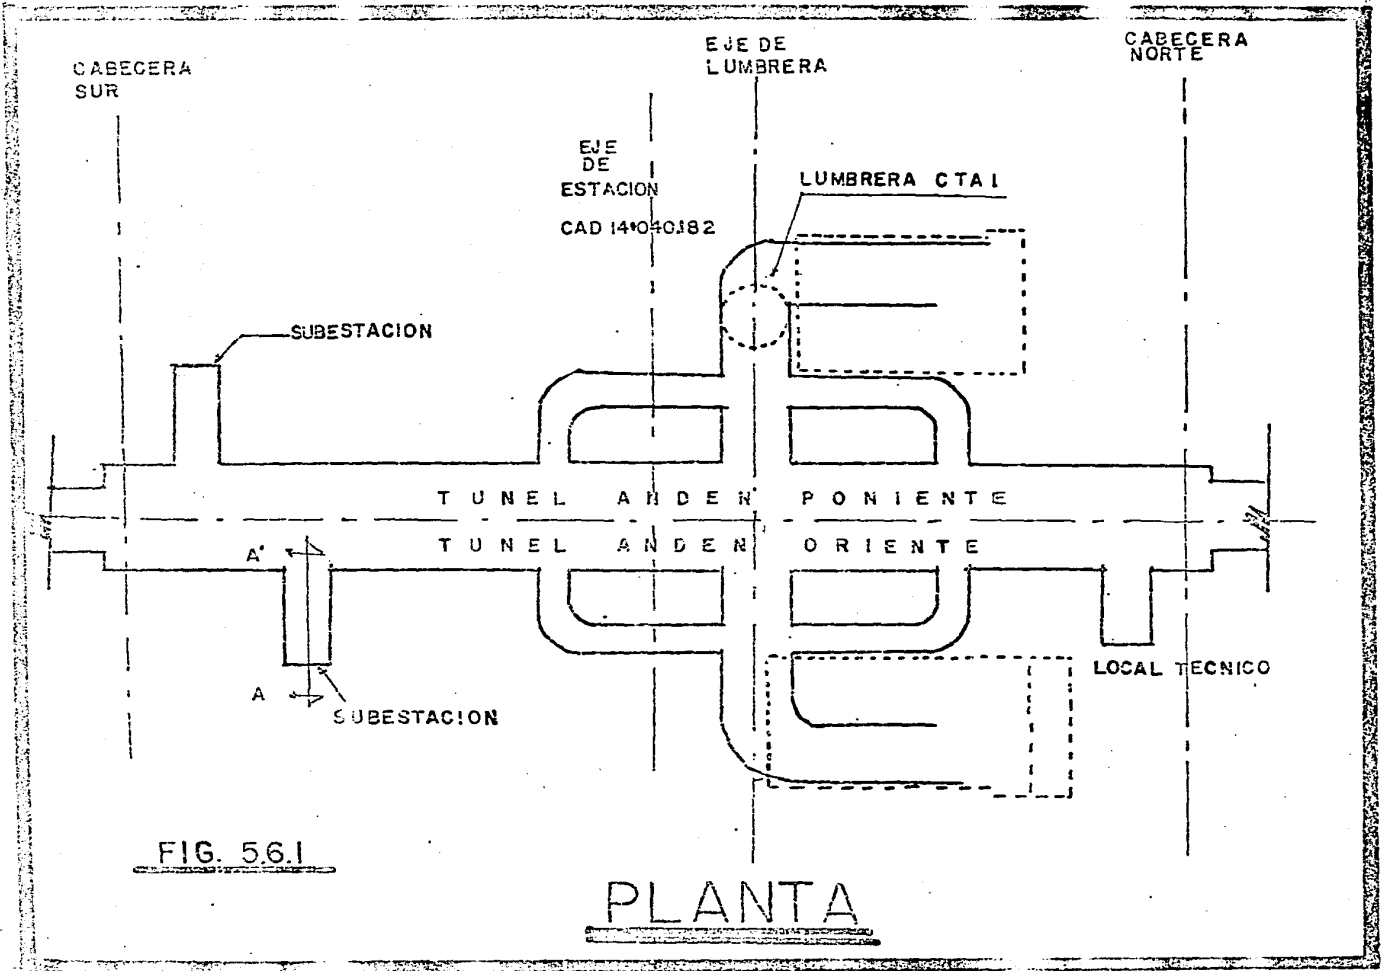 CABECERA
SUR
EJE DE
LUMBRERA
CABECERA
NORTE
EJE
DE
ESTACION
CAD 14+040.182
LUMBRERA CTA1
SUBESTACION
TUNEL ANDEN PONIENTE
TUNEL ANDEN ORIENTE
A'
A
SUBESTACION
LOCAL TECNICO
FIG. 5.6.1
PLANTA